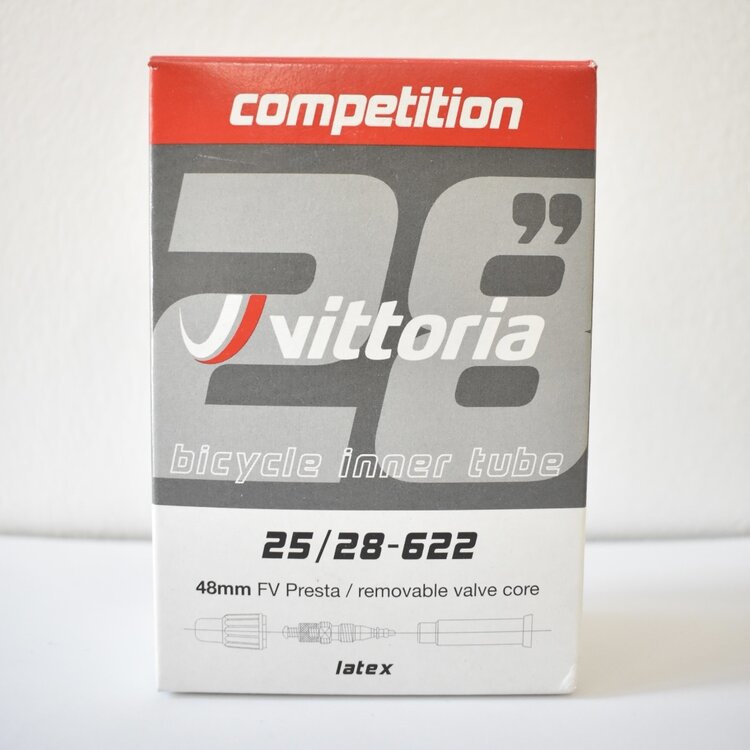 competition
28”
vittoria
bicycle inner tube
25/28-622
48mm FV Presta / removable valve core
latex